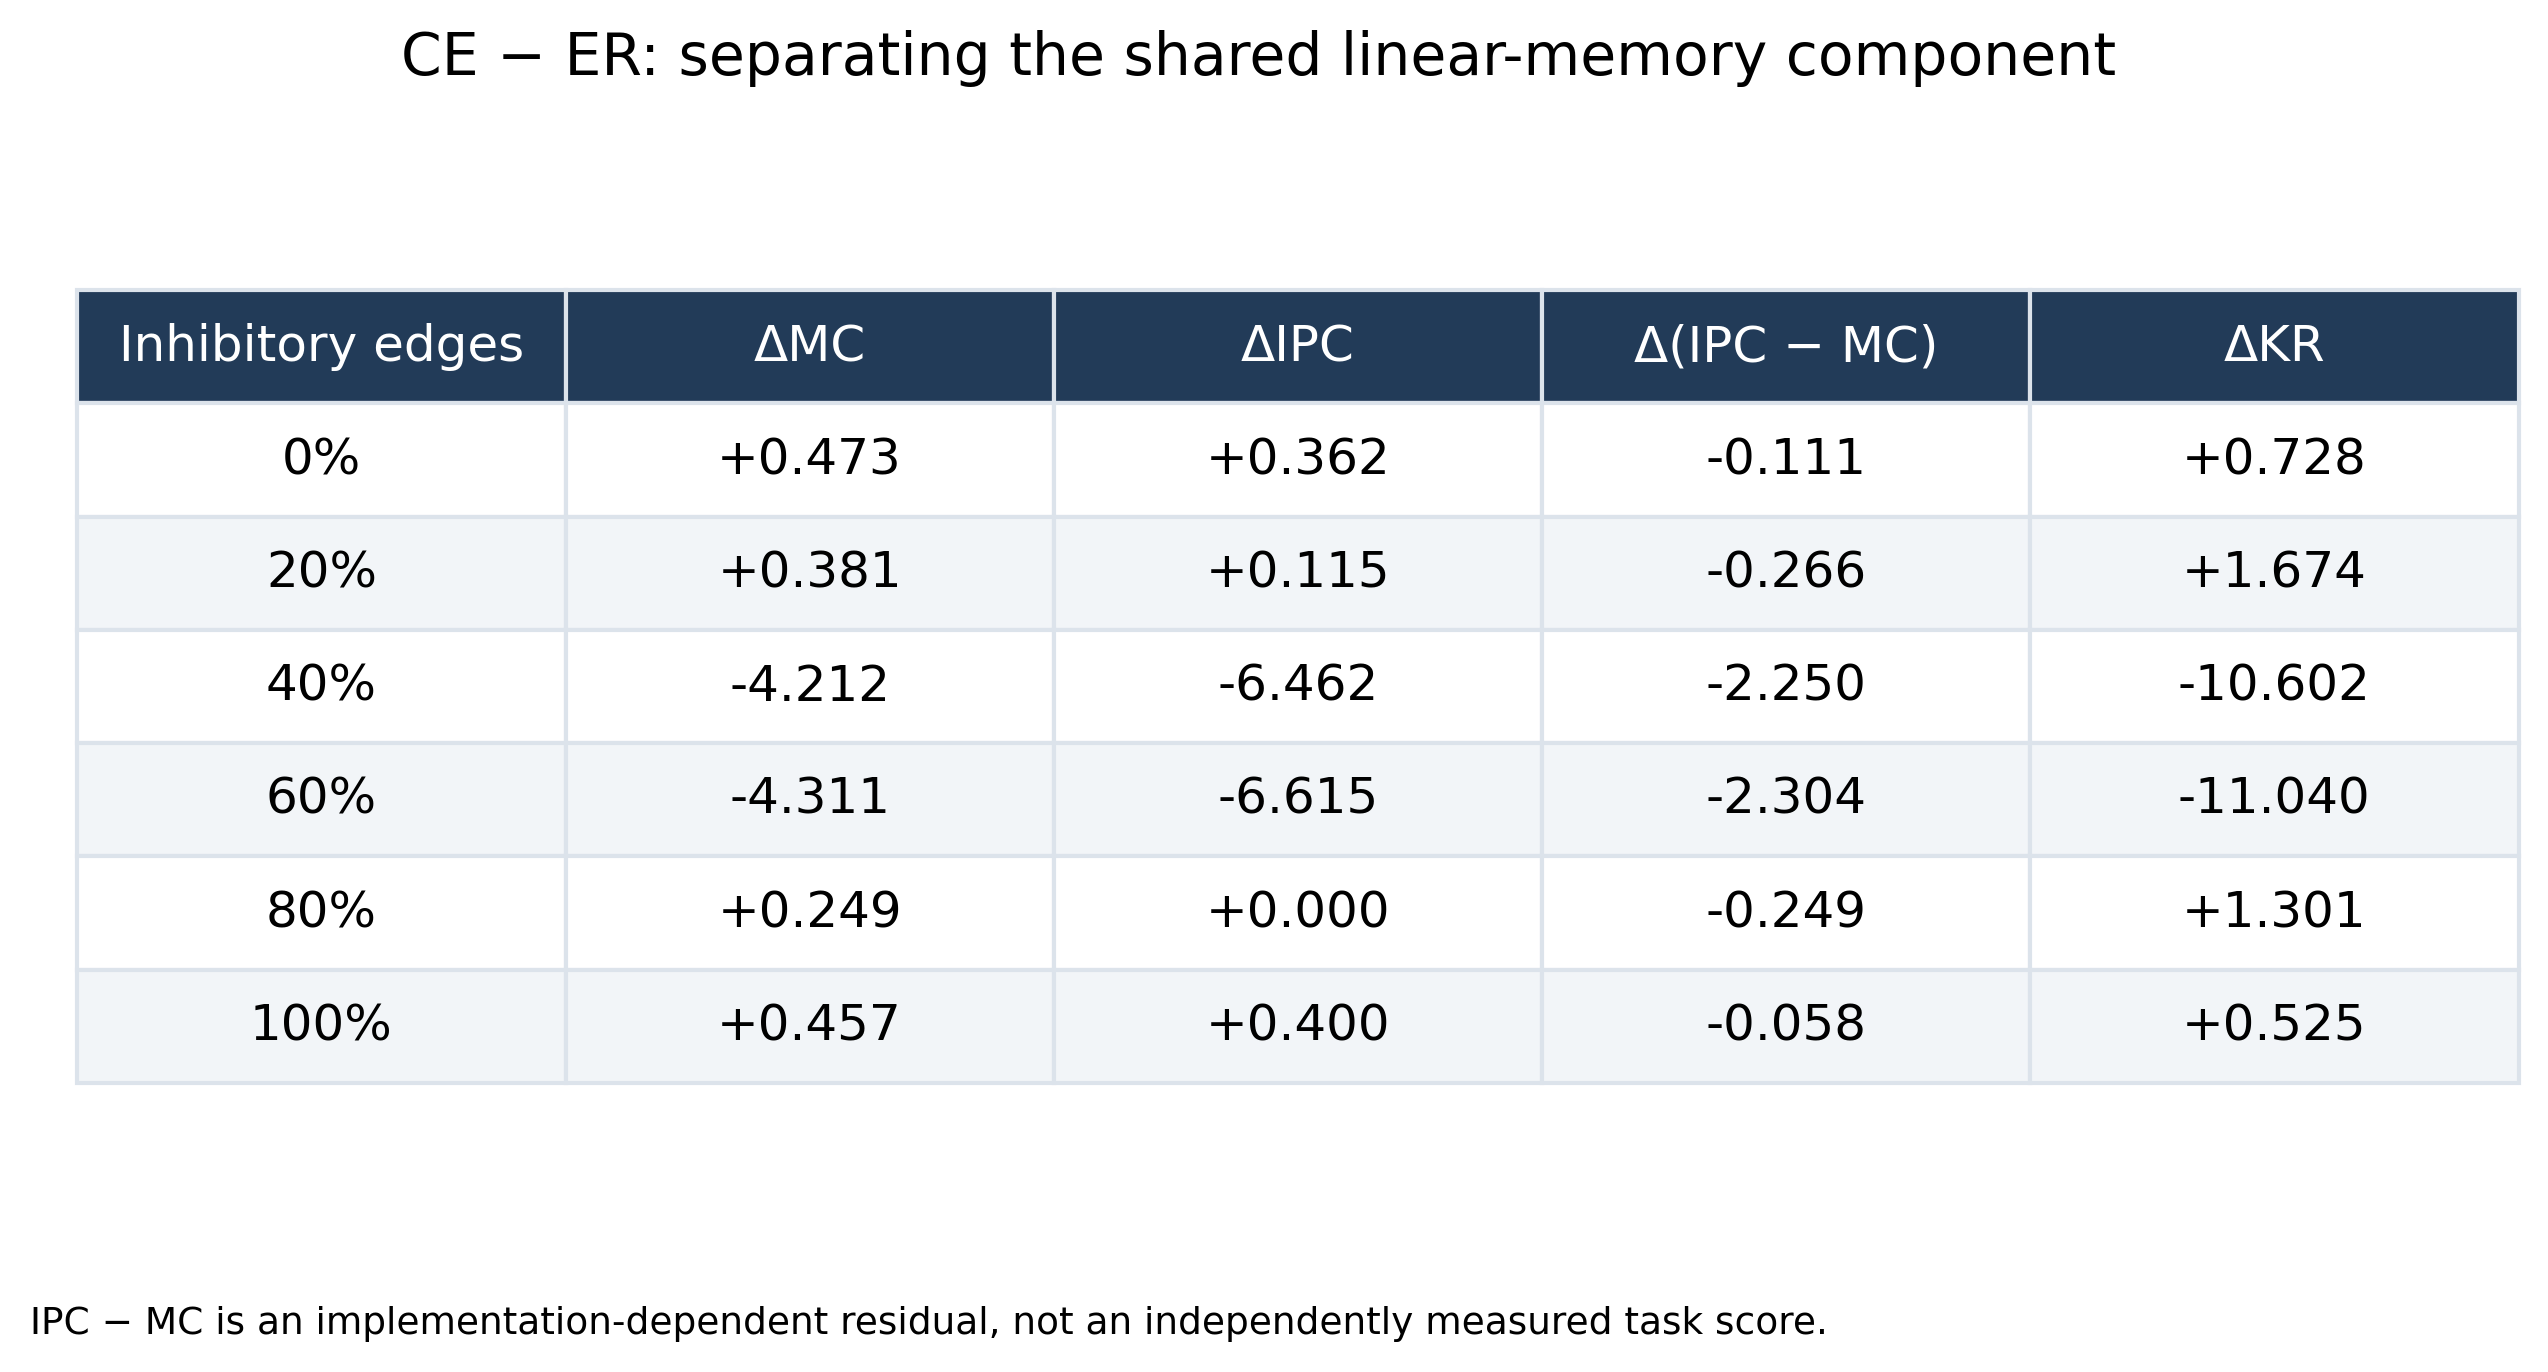 CE − ER: separating the shared linear-memory component
Inhibitory edges ΔMC ΔIPC Δ(IPC − MC) ΔKR
0% +0.473 +0.362 -0.111 +0.728
20% +0.381 +0.115 -0.266 +1.674
40% -4.212 -6.462 -2.250 -10.602
60% -4.311 -6.615 -2.304 -11.040
80% +0.249 +0.000 -0.249 +1.301
100% +0.457 +0.400 -0.058 +0.525
IPC − MC is an implementation-dependent residual, not an independently measured task score.